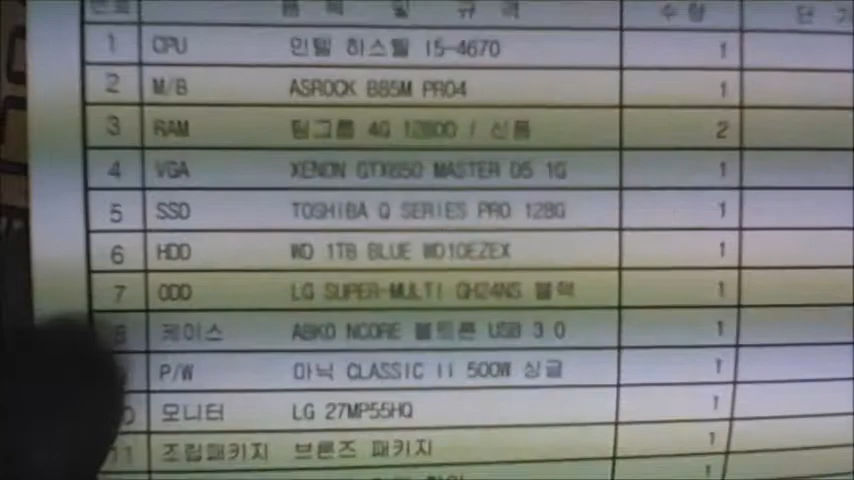 번호 품 목 및 규 격 수 량 단 가
1 CPU 인텔 하스웰 I5-4670 1
2 M/B ASROCK B85M PRO4 1
3 RAM 팀그룹 4G 12800 / 신품 2
4 VGA XENON GTX650 MASTER D5 1G 1
5 SSD TOSHIBA Q SERIES PRO 128G 1
6 HDD WD 1TB BLUE WD10EZEX 1
7 ODD LG SUPER-MULTI GH24NS 블랙 1
8 케이스 ABKO NCORE 볼트론 USB 3.0 1
P/W 마닉 CLASSIC II 500W 싱글 1
0 모니터 LG 27MP55HQ 1
11 조립패키지 브론즈 패키지 1
1